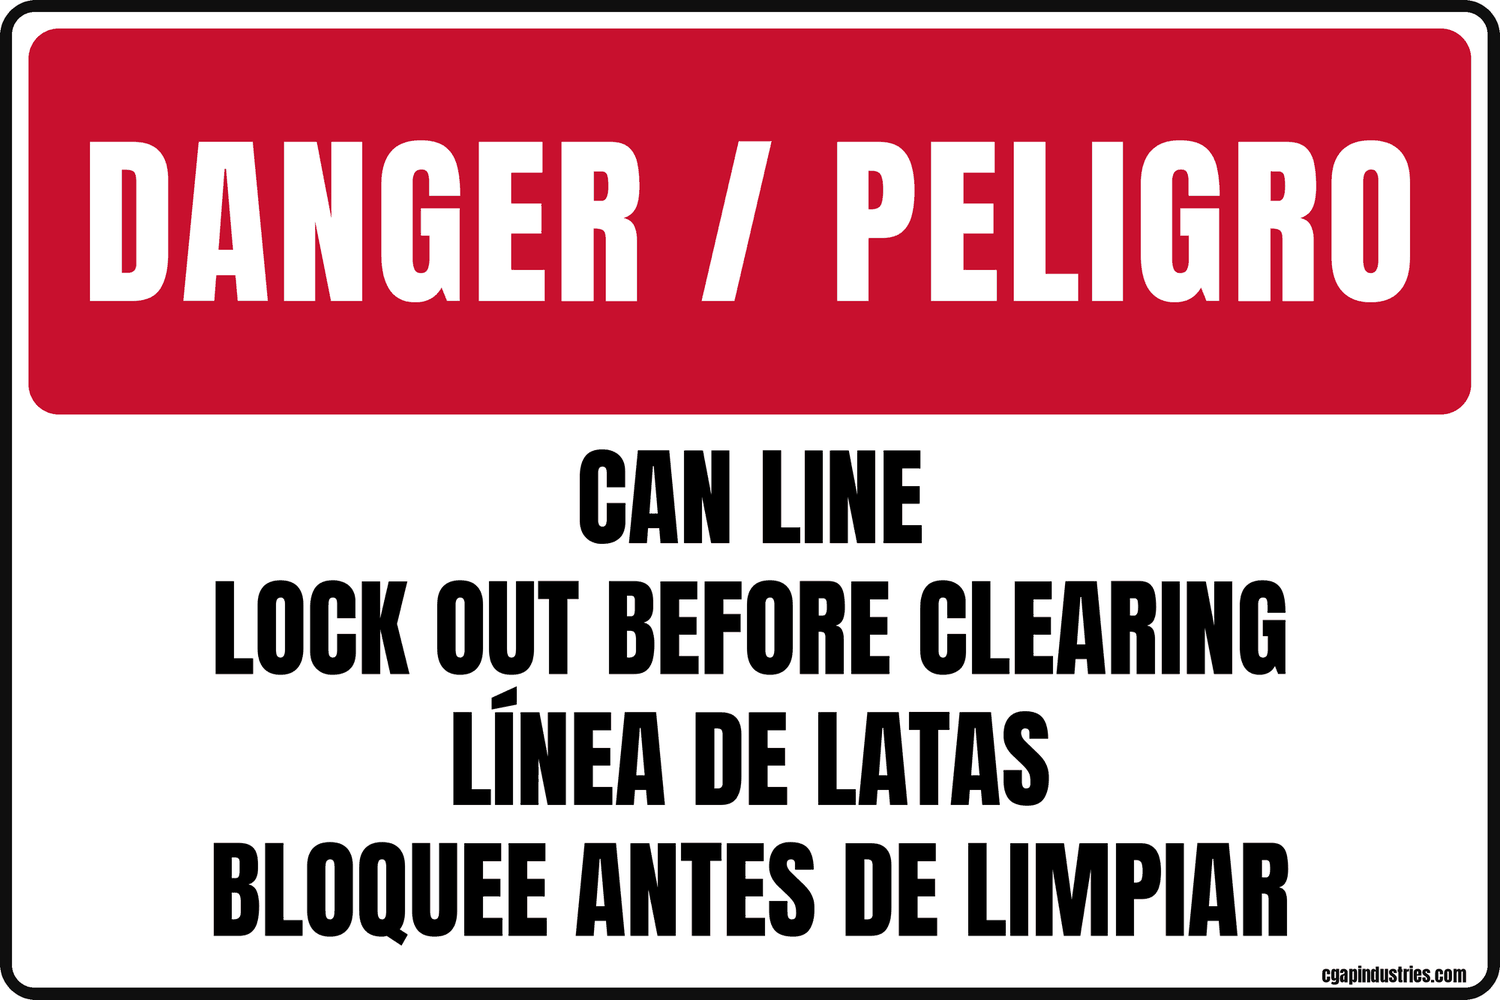 DANGER / PELIGRO
CAN LINE
LOCK OUT BEFORE CLEARING
LÍNEA DE LATAS
BLOQUEE ANTES DE LIMPIAR
cgapindustries.com